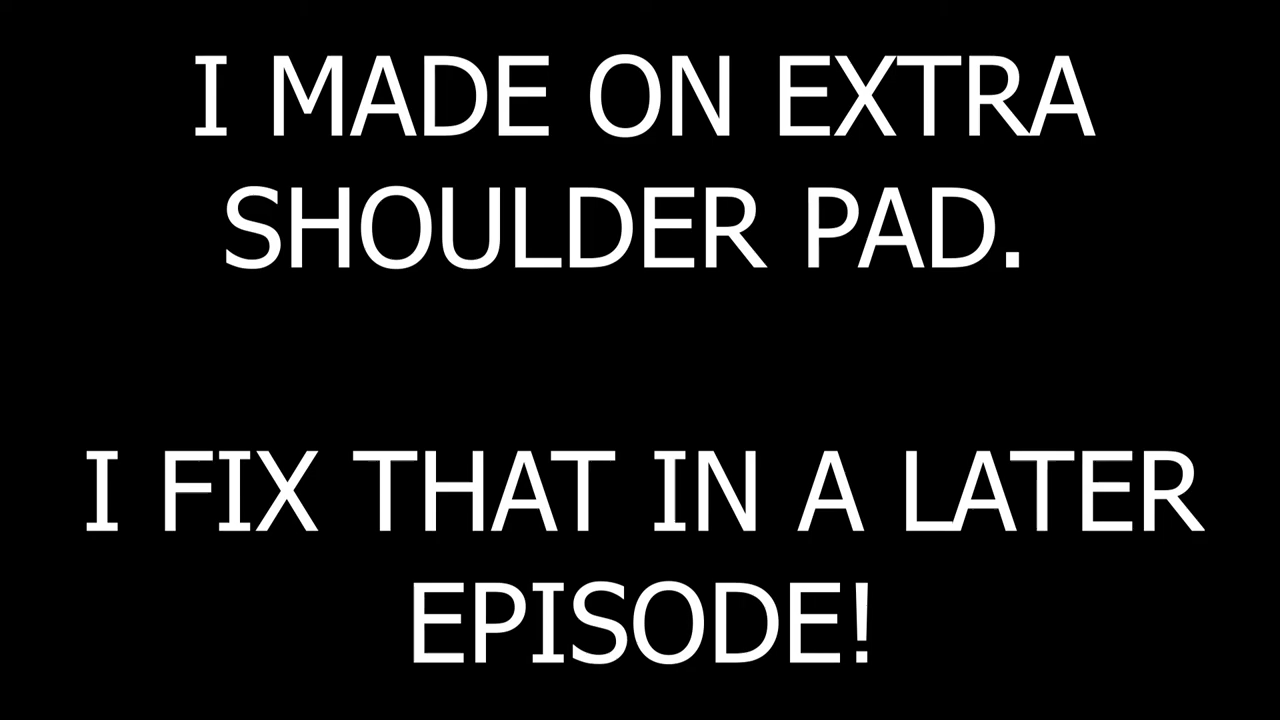 I MADE ON EXTRA
SHOULDER PAD.
I FIX THAT IN A LATER
EPISODE!